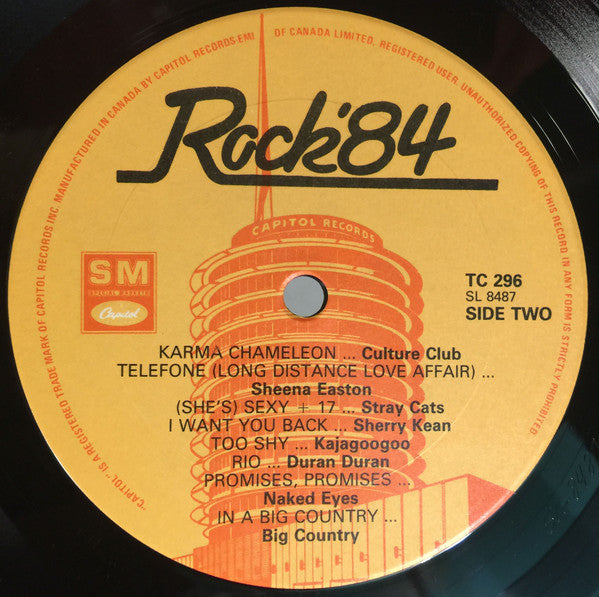 "CAPITOL" IS A REGISTERED TRADE MARK OF CAPITOL RECORDS INC. MANUFACTURED IN CANADA BY CAPITOL RECORDS-EMI OF CANADA LIMITED, REGISTERED USER. UNAUTHORIZED COPYING OF THIS RECORD IN ANY FORM IS STRICTLY PROHIBITED.
Rock'84
CAPITOL RECORDS
SM
SPECIAL MARKETS
Capitol
TC 296
SL 8487
SIDE TWO
KARMA CHAMELEON ... Culture Club
TELEFONE (LONG DISTANCE LOVE AFFAIR) ...
Sheena Easton
(SHE'S) SEXY + 17 ... Stray Cats
I WANT YOU BACK ... Sherry Kean
TOO SHY ... Kajagoogoo
RIO ... Duran Duran
PROMISES, PROMISES ...
Naked Eyes
IN A BIG COUNTRY ...
Big Country